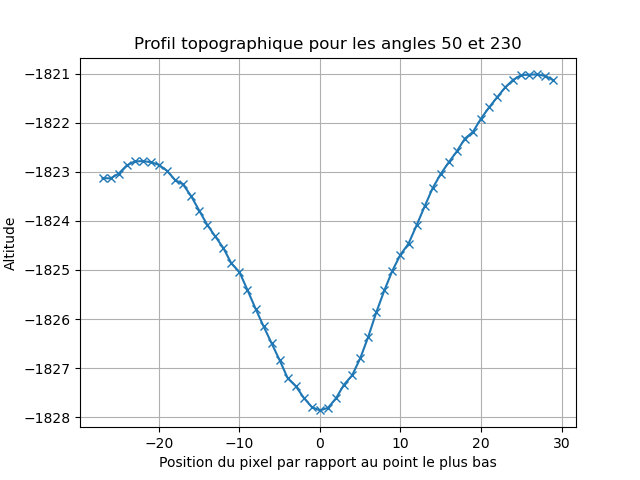 Profil topographique pour les angles 50 et 230
−1821
−1822
−1823
−1824
−1825
−1826
−1827
−1828
Altitude
−20 −10 0 10 20 30
Position du pixel par rapport au point le plus bas